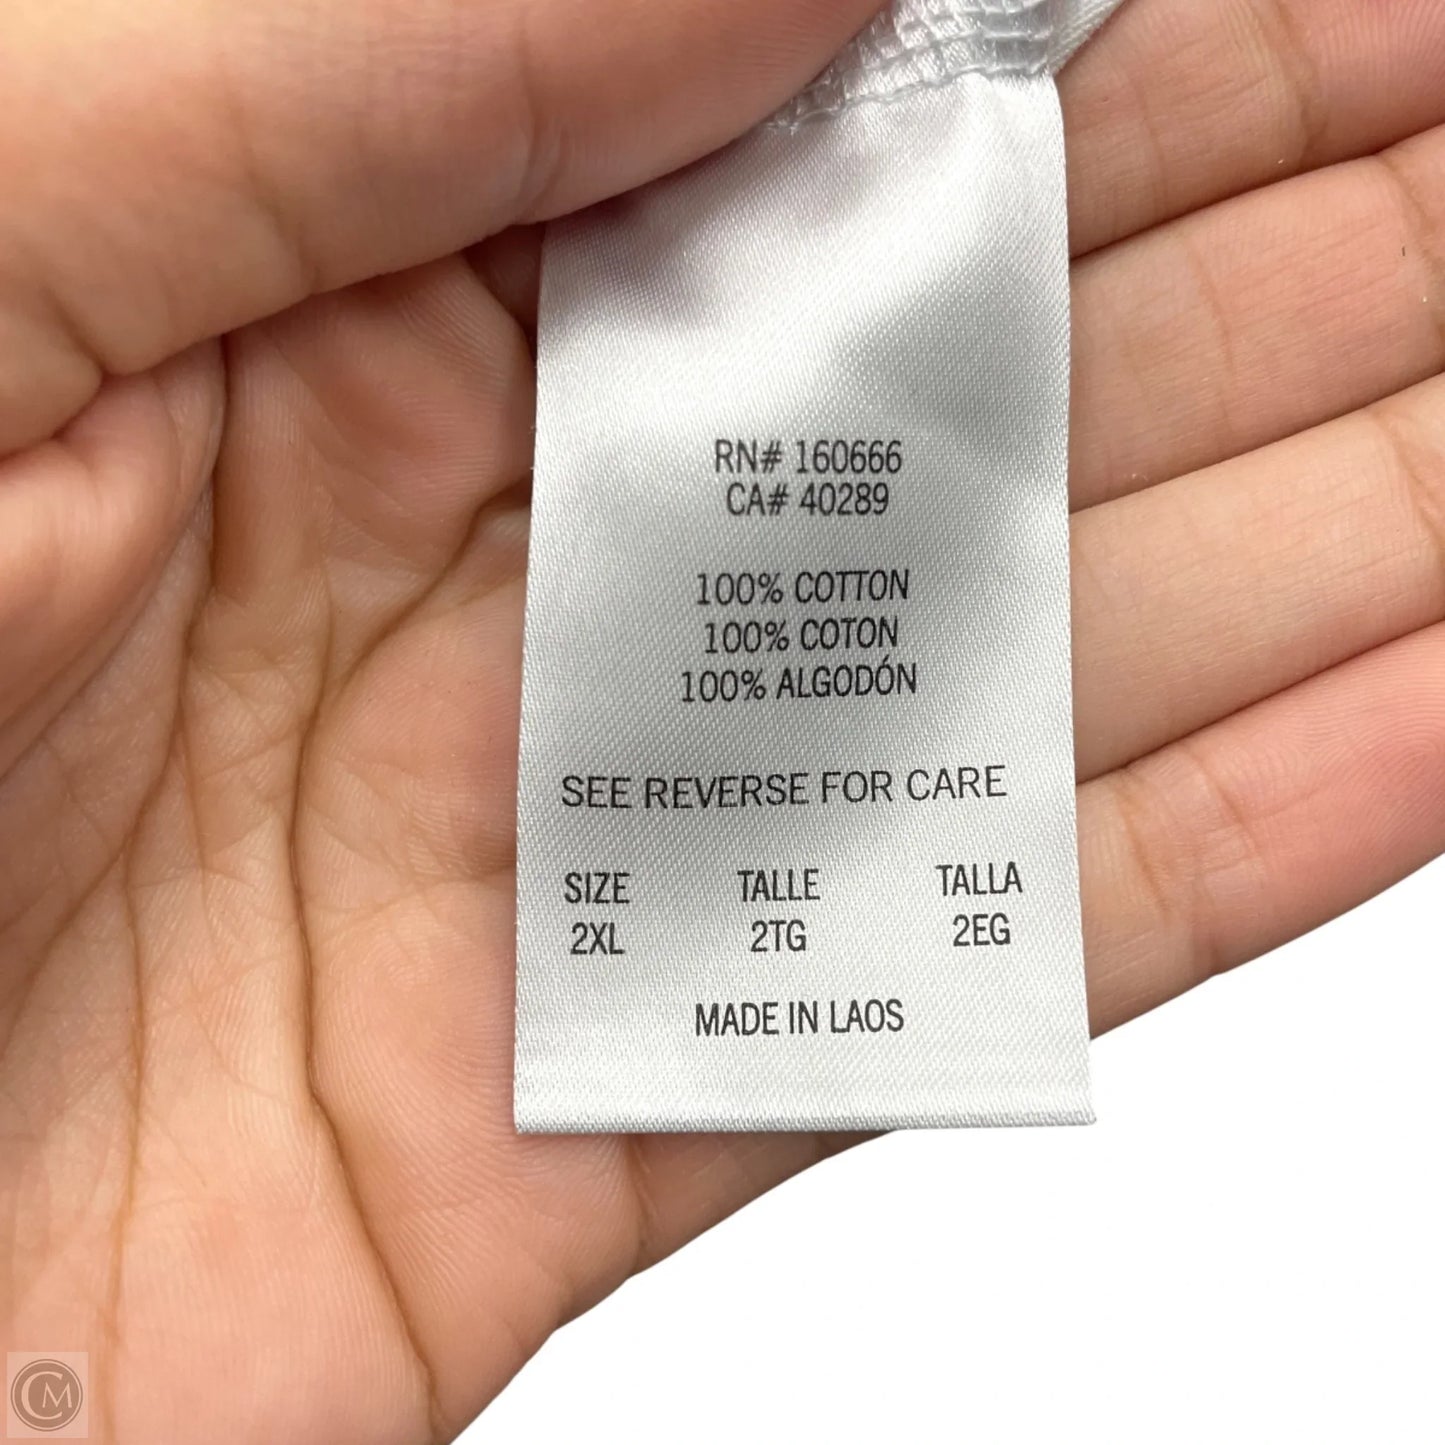 RN# 160666
CA# 40289
100% COTTON
100% COTON
100% ALGODÓN
SEE REVERSE FOR CARE
SIZE TALLE TALLA
2XL 2TG 2EG
MADE IN LAOS
CM